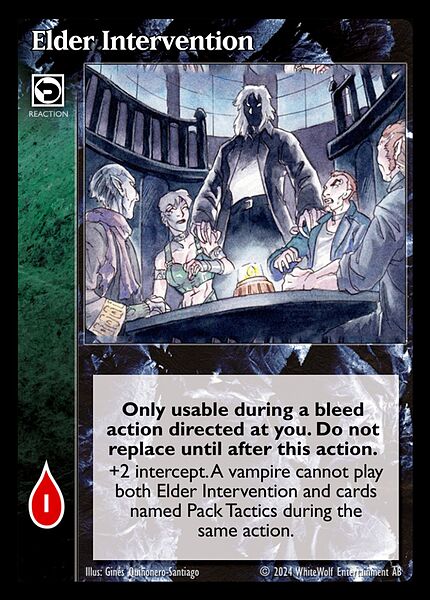 Elder Intervention
REACTION
Only usable during a bleed
action directed at you. Do not
replace until after this action.
+2 intercept. A vampire cannot play
both Elder Intervention and cards
named Pack Tactics during the
same action.
1
Illus: Ginés Quiñonero-Santiago
© 2024 WhiteWolf Entertainment AB